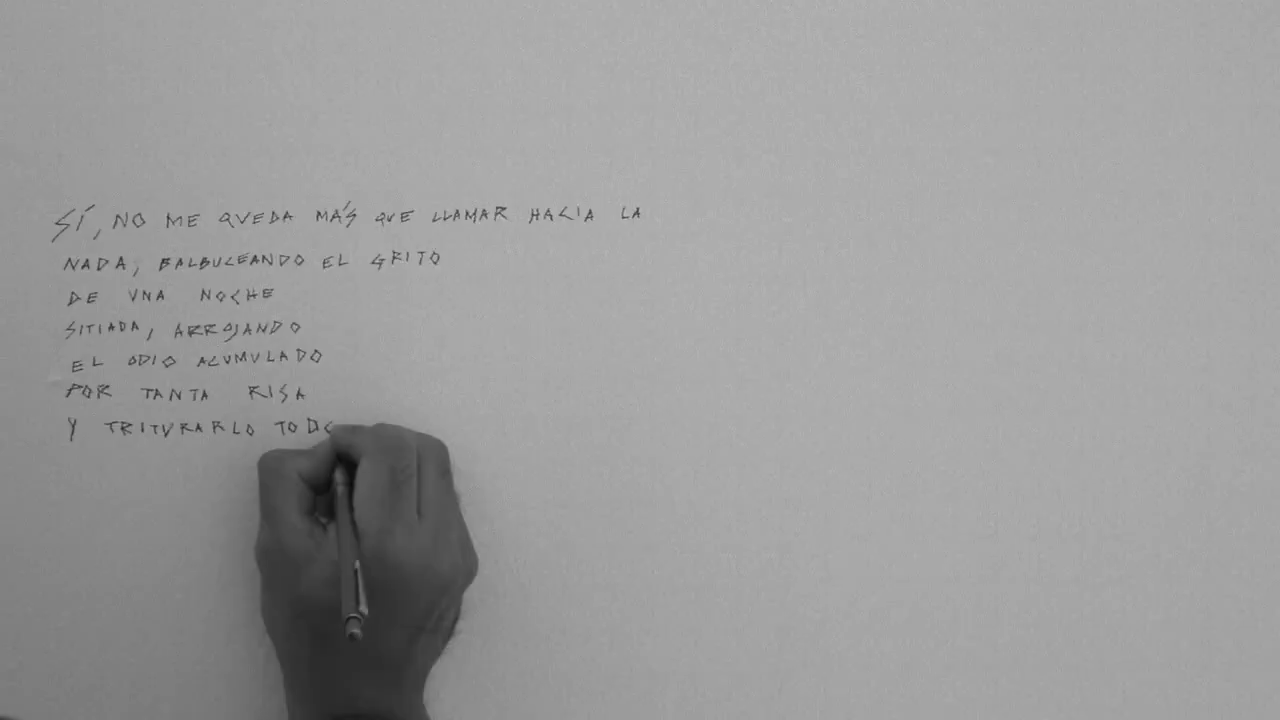 SÍ, NO ME QUEDA MÁS QUE LLAMAR HACIA LA
NADA, BALBUCEANDO EL GRITO
DE UNA NOCHE
SITIADA, ARROJANDO
EL ODIO ACUMULADO
POR TANTA RISA
Y TRITURARLO TODO